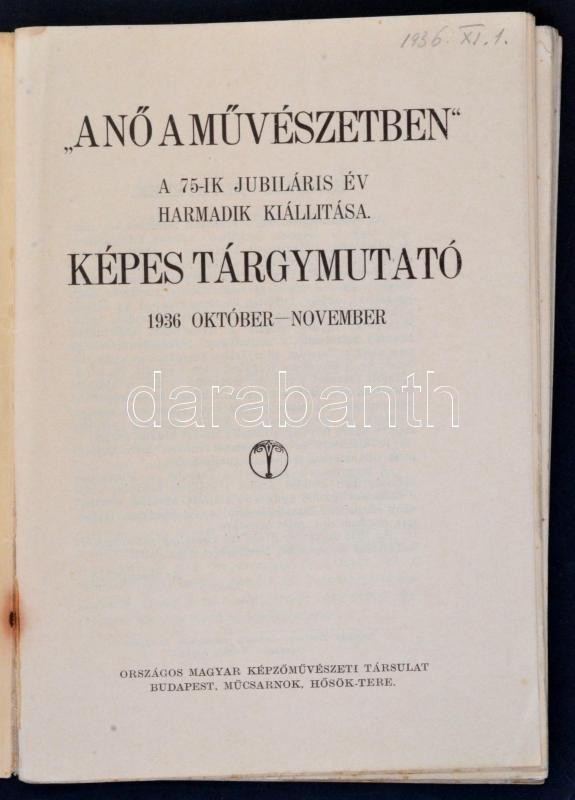 1936. XI. 1.
„A NŐ A MŰVÉSZETBEN“
A 75-IK JUBILÁRIS ÉV
HARMADIK KIÁLLITÁSA.
KÉPES TÁRGYMUTATÓ
1936 OKTÓBER—NOVEMBER
darabanth
ORSZÁGOS MAGYAR KÉPZŐMŰVÉSZETI TÁRSULAT
BUDAPEST, MŰCSARNOK, HŐSÖK-TERE.